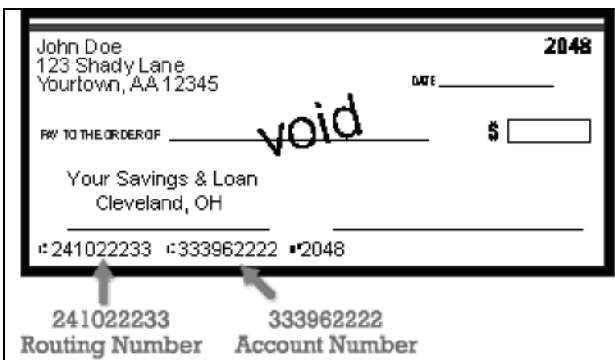 John Doe 2048
123 Shady Lane
Yourtown, AA 12345 DATE
void
PAY TO THE ORDER OF $
Your Savings & Loan
Cleveland, OH
⑆241022233 ⑆333962222 ⑈2048
241022233 333962222
Routing Number Account Number